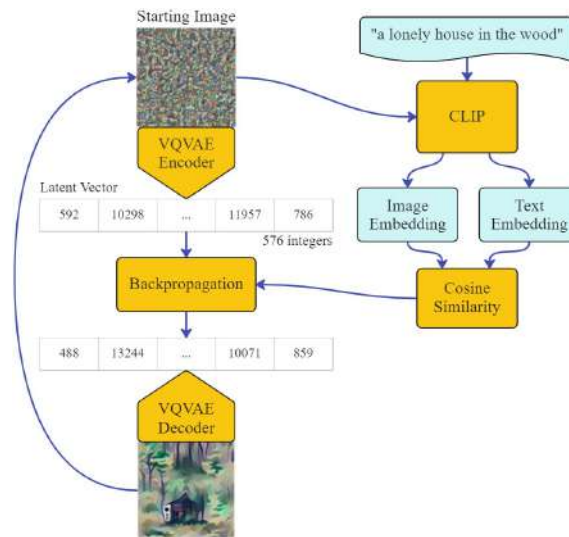 Starting Image
"a lonely house in the wood"
VQVAE
Encoder
CLIP
Latent Vector
592 10298 ... 11957 786
576 integers
Image
Embedding
Text
Embedding
Backpropagation
Cosine
Similarity
488 13244 ... 10071 859
VQVAE
Decoder